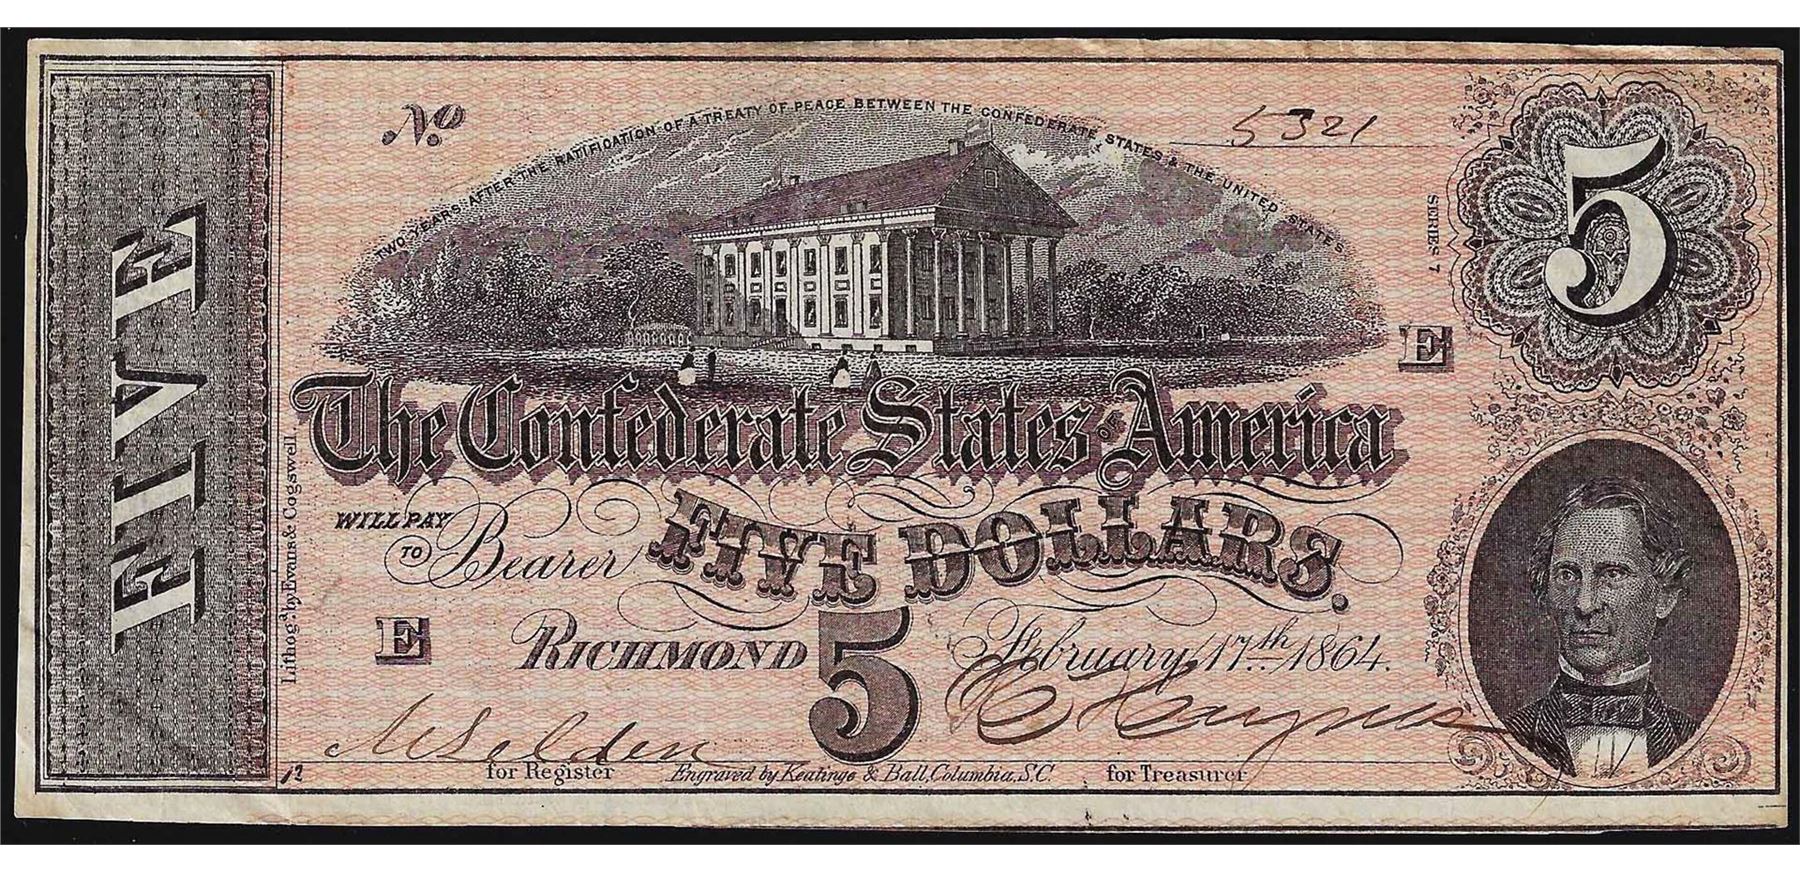 FIVE
No 5321
TWO YEARS AFTER THE RATIFICATION OF A TREATY OF PEACE BETWEEN THE CONFEDERATE STATES & THE UNITED STATES
5
SERIES 7
E
The Confederate States OF America
WILL PAY
TO Bearer FIVE DOLLARS.
E
RICHMOND 5 February 17th 1864.
Lithog'd by Evans & Cogswell
Selden
12
for Register
Engraved by Keatinge & Ball, Columbia, S.C.
for Treasurer